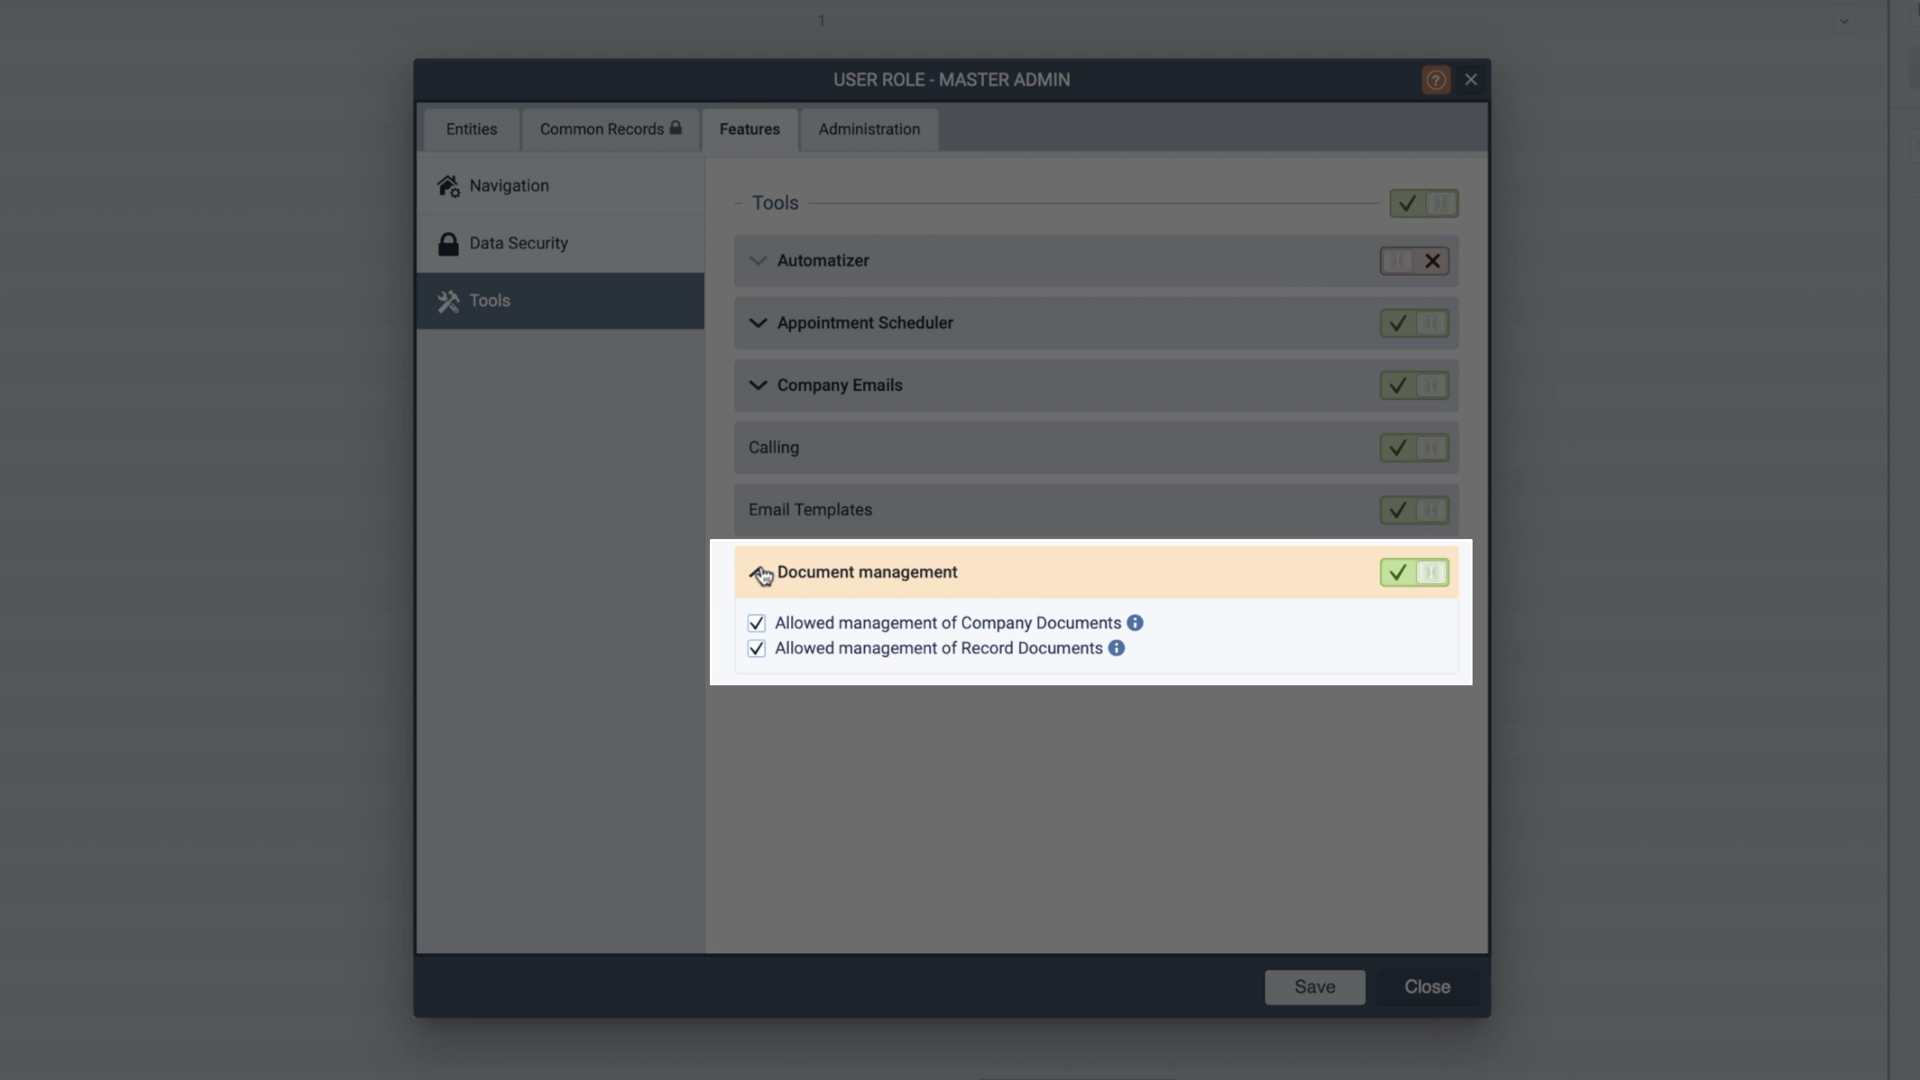 1
USER ROLE - MASTER ADMIN
Entities
Common Records
Features
Administration
Navigation
Data Security
Tools
Tools
Automatizer
Appointment Scheduler
Company Emails
Calling
Email Templates
Document management
Allowed management of Company Documents
Allowed management of Record Documents
Save
Close